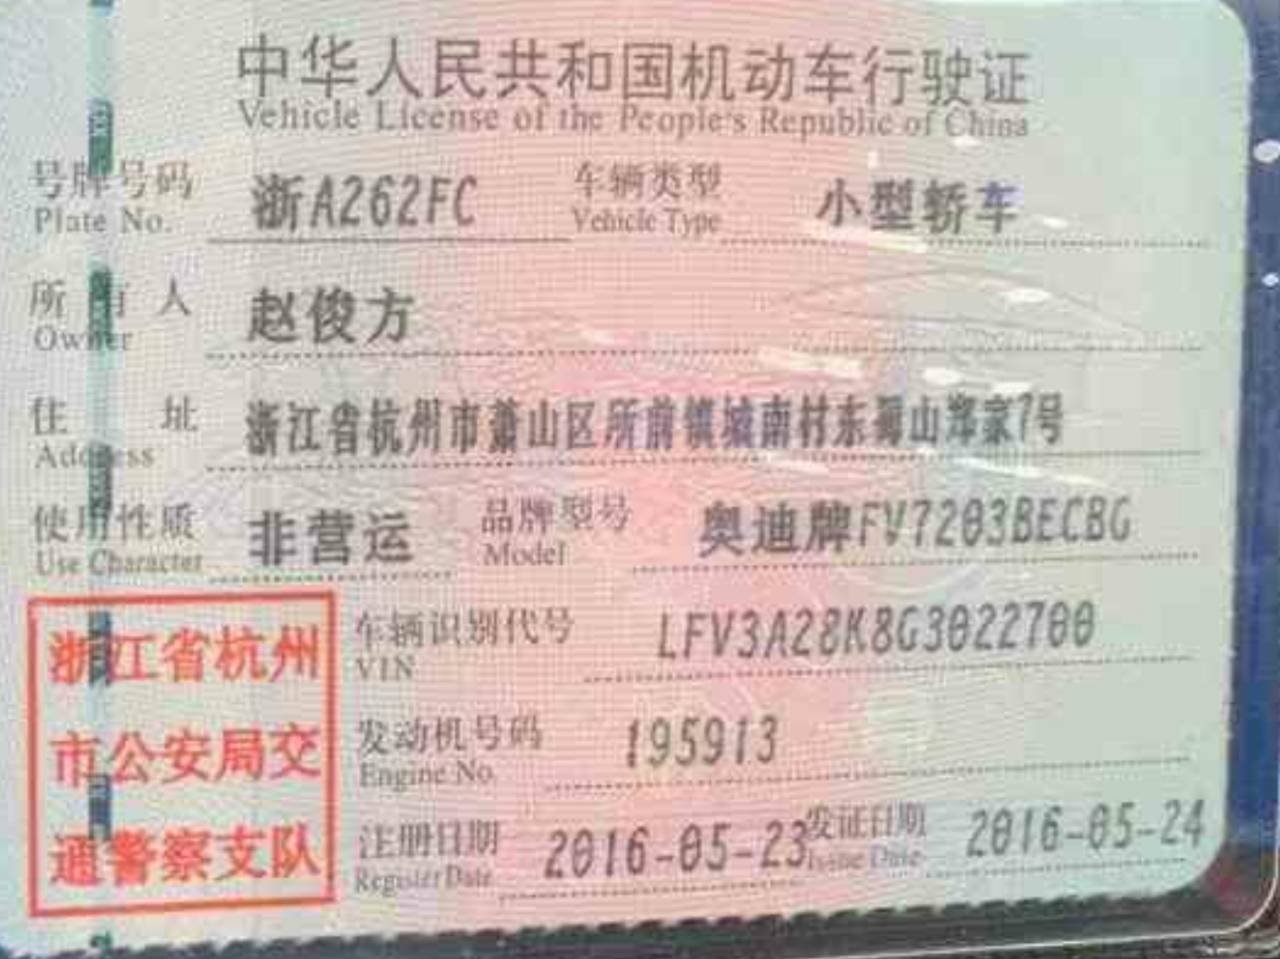 中华人民共和国机动车行驶证
Vehicle License of the People's Republic of China
号牌号码 浙A262FC 车辆类型 小型轿车
Plate No. Vehicle Type
所有人 赵俊方
Owner
住址 浙江省杭州市萧山区所前镇城南村东蜀山郑家7号
Address
使用性质 非营运 品牌型号 奥迪牌FV7203BECBG
Use Character Model
浙江省杭州
市公安局交
通警察支队
车辆识别代号 LFV3A28K8G3022700
VIN
发动机号码 195913
Engine No.
注册日期 2016-05-23 发证日期 2016-05-24
Register Date Issue Date